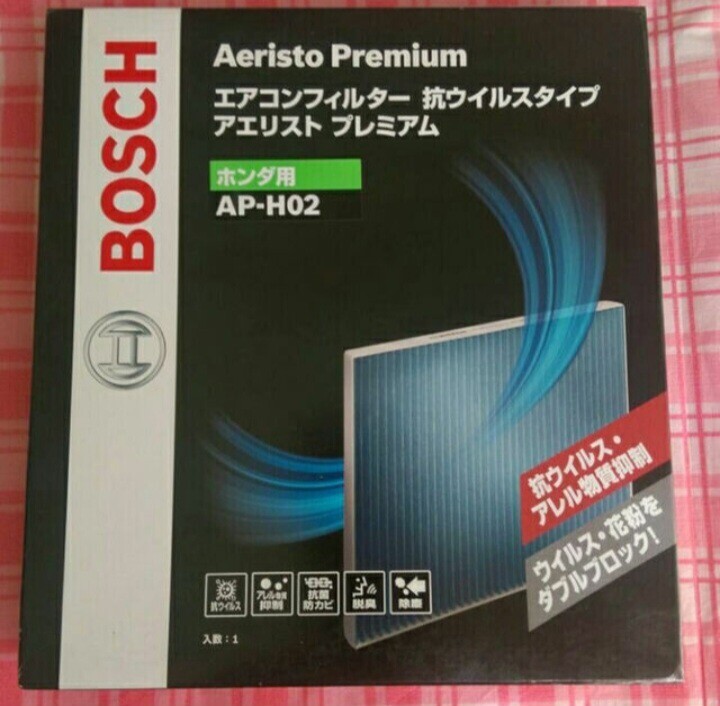 BOSCH
Aeristo Premium
エアコンフィルター 抗ウイルスタイプ
アエリスト プレミアム
ホンダ用
AP-H02
抗ウイルス・
アレル物質抑制
ウイルス・花粉を
ダブルブロック!
抗ウイルス
アレル物質
抑制
抗菌
防カビ
脱臭
除塵
入数:1